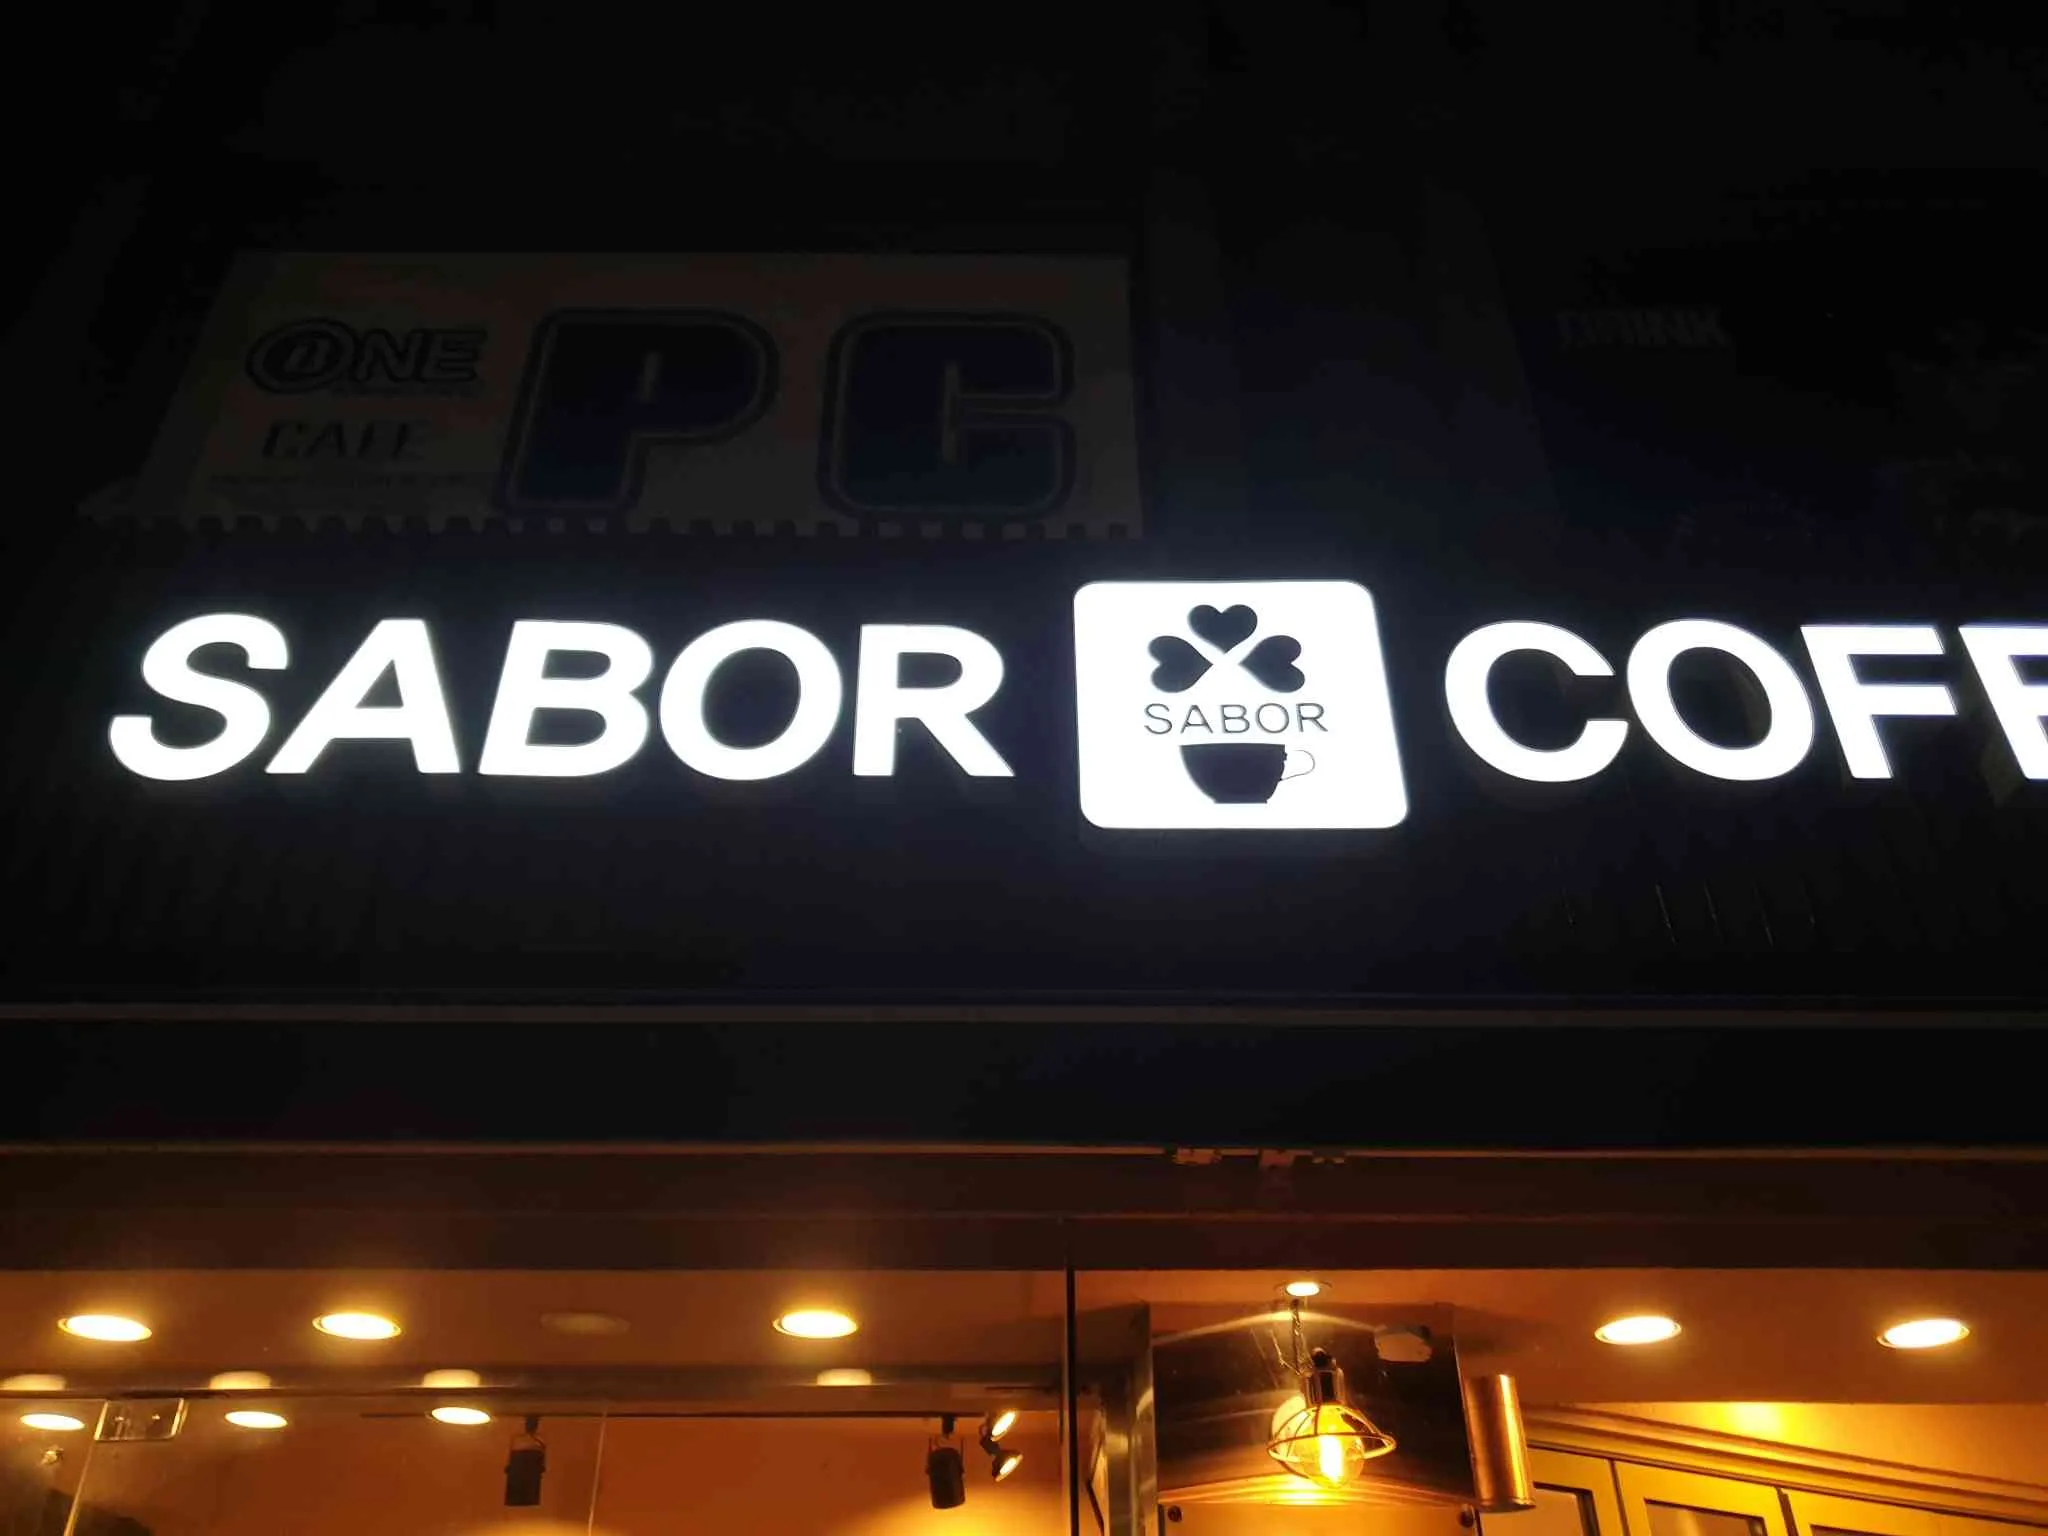 ONE
CAFE
PC
DRINK
SABOR
SABOR
COFF